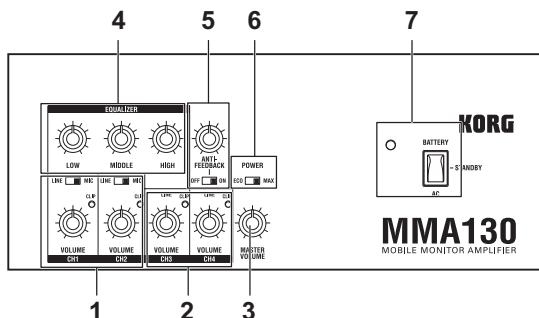 4 5 6 7
EQUALIZER
LOW MIDDLE HIGH
ANTI-
FEEDBACK
OFF ON
POWER
ECO MAX
KORG
BATTERY
STANDBY
AC
LINE MIC LINE MIC
CLIP
VOLUME VOLUME
CH1 CH2
LINE LINE
CLIP CLIP
VOLUME VOLUME
CH3 CH4
MASTER
VOLUME
MMA130
MOBILE MONITOR AMPLIFIER
1 2 3